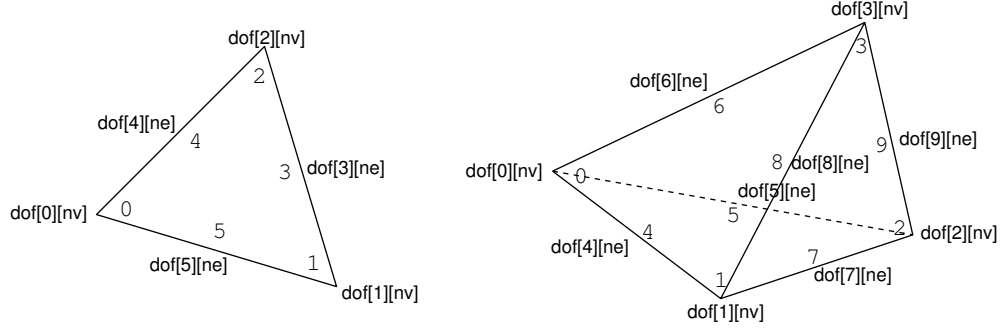 dof[2][nv]
2
dof[4][ne]
4
3
dof[3][ne]
dof[0][nv]
0
5
dof[5][ne]
1
dof[1][nv]
dof[3][nv]
3
dof[6][ne]
6
9
dof[9][ne]
8
dof[8][ne]
dof[0][nv]
0
dof[5][ne]
5
2
dof[2][nv]
4
dof[4][ne]
7
dof[7][ne]
1
dof[1][nv]